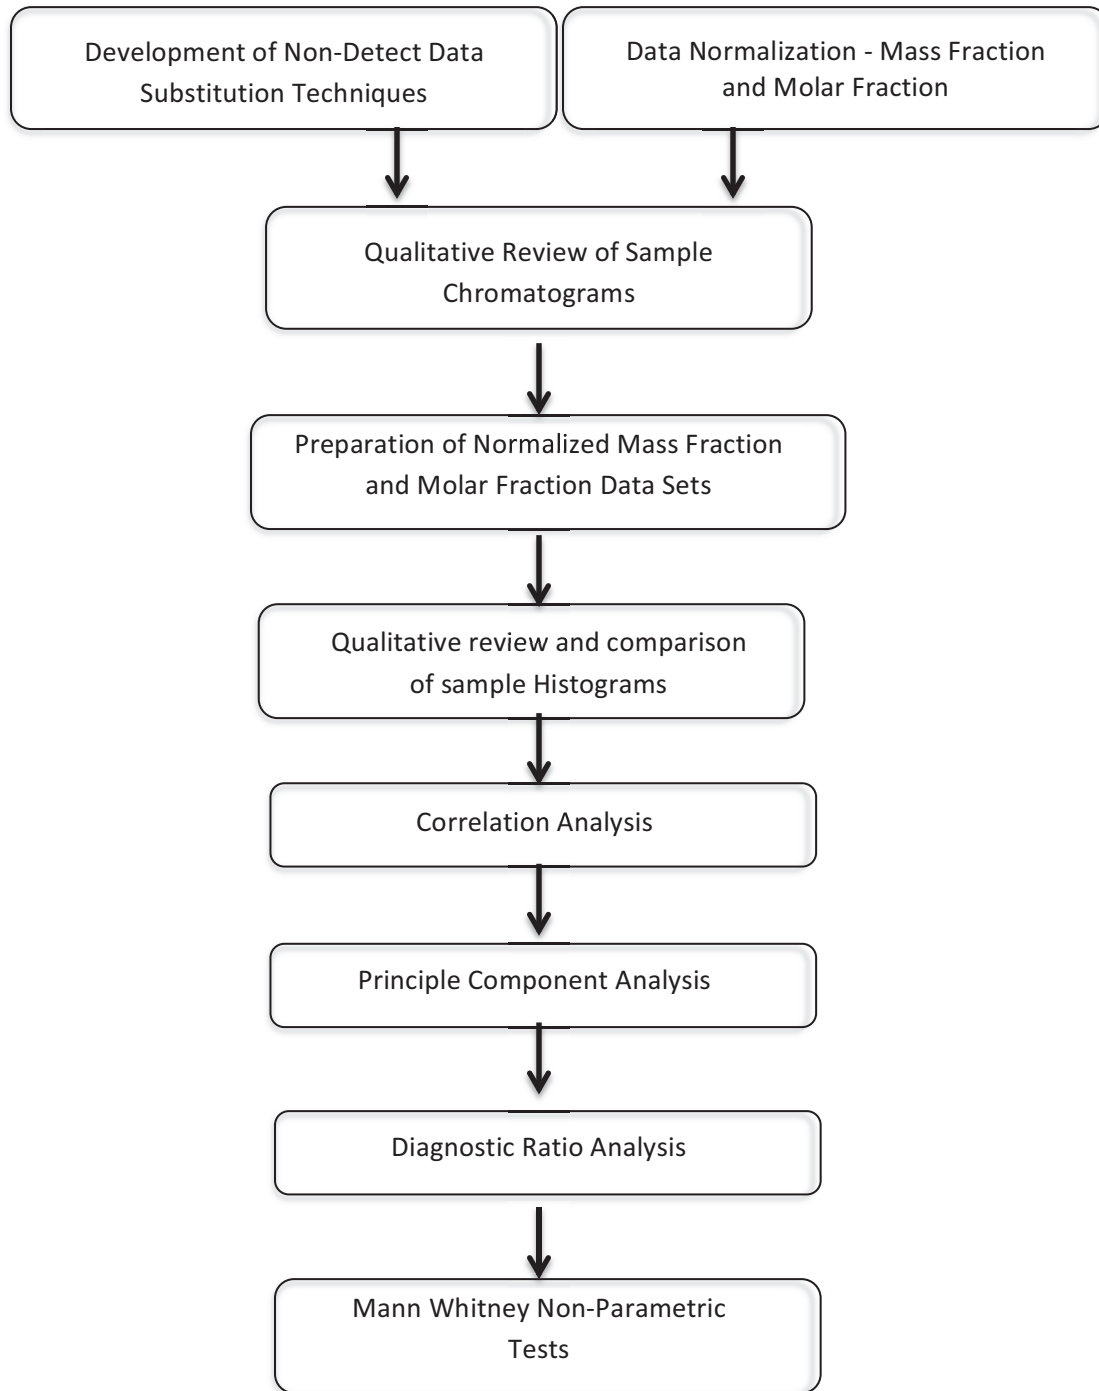 Development of Non-Detect Data
Substitution Techniques
Data Normalization - Mass Fraction
and Molar Fraction
Qualitative Review of Sample
Chromatograms
Preparation of Normalized Mass Fraction
and Molar Fraction Data Sets
Qualitative review and comparison
of sample Histograms
Correlation Analysis
Principle Component Analysis
Diagnostic Ratio Analysis
Mann Whitney Non-Parametric
Tests